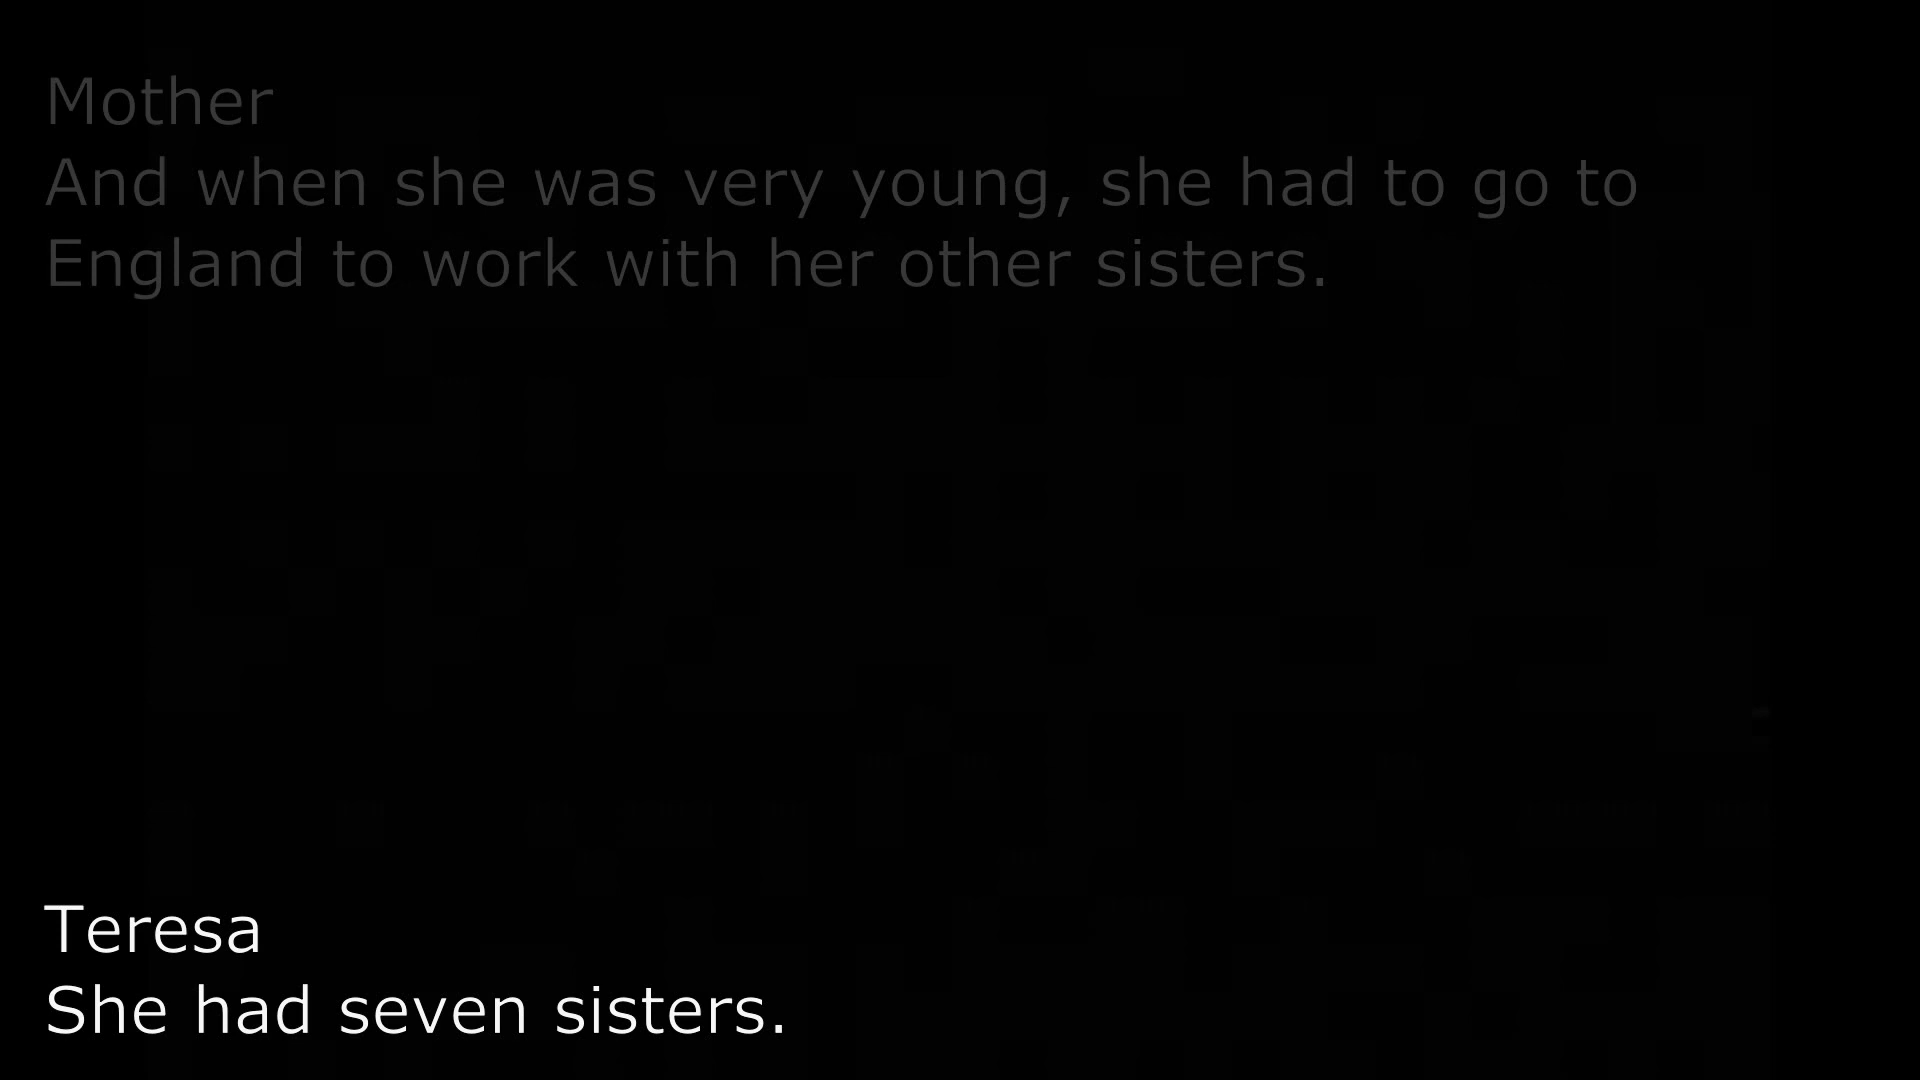 Mother
And when she was very young, she had to go to
England to work with her other sisters.
Teresa
She had seven sisters.